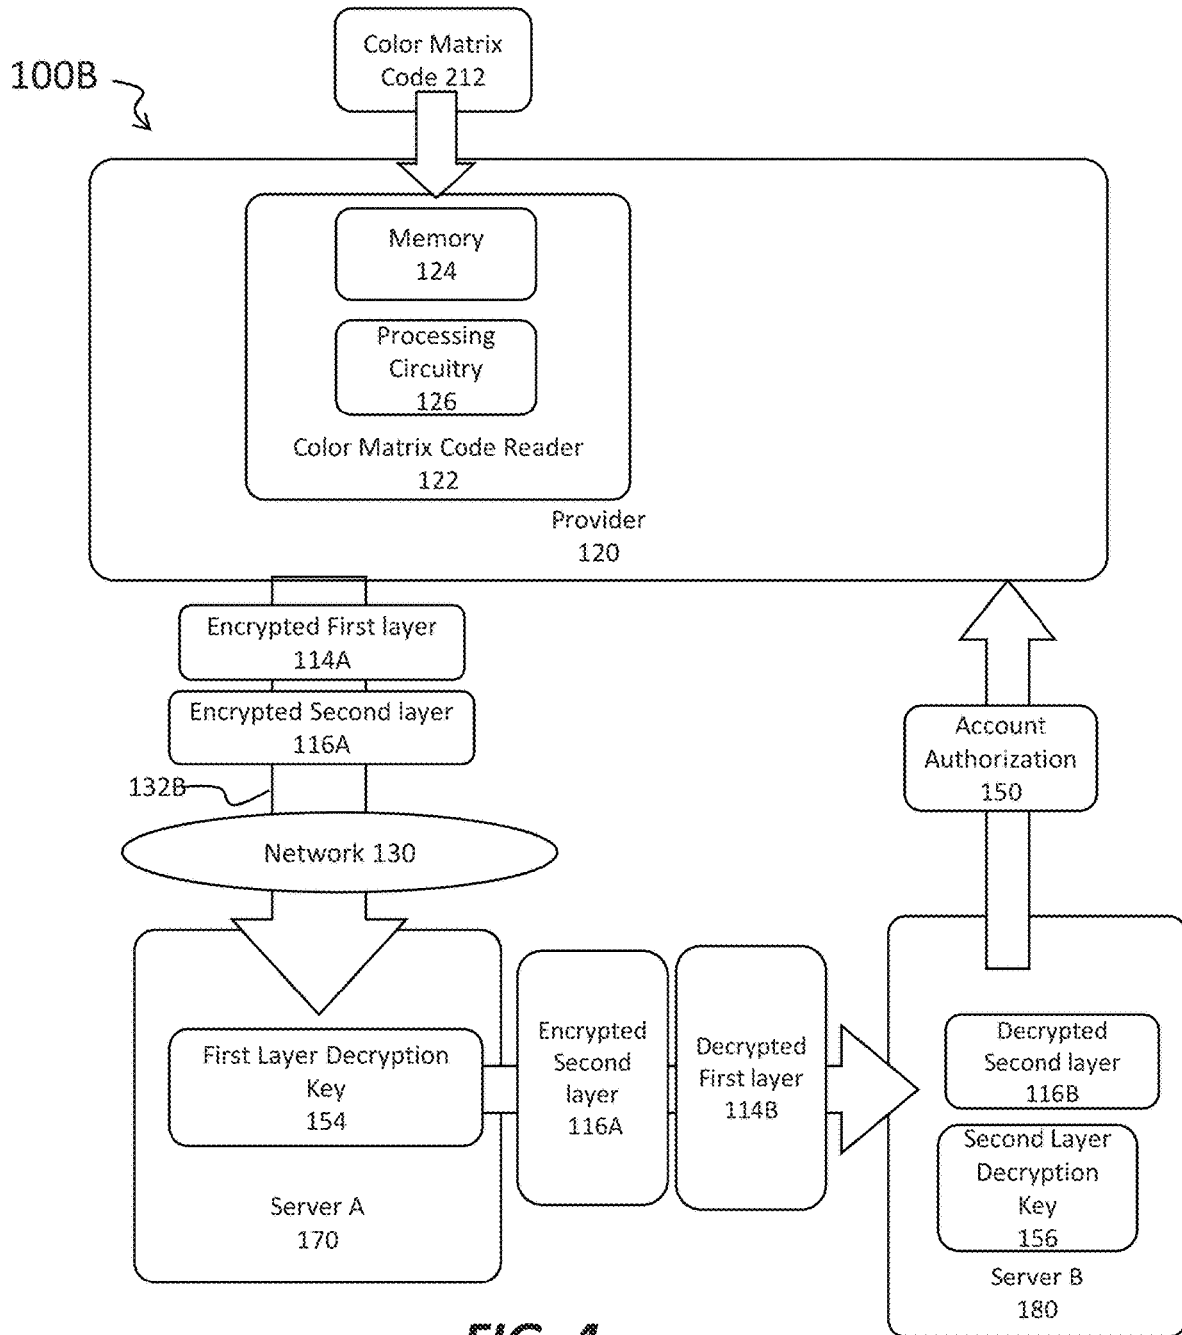 100B
Color Matrix
Code 212
Memory
124
Processing
Circuitry
126
Color Matrix Code Reader
122
Provider
120
Encrypted First layer
114A
Encrypted Second layer
116A
132B
Network 130
Account
Authorization
150
First Layer Decryption
Key
154
Server A
170
Encrypted
Second
layer
116A
Decrypted
First layer
114B
Decrypted
Second layer
116B
Second Layer
Decryption
Key
156
Server B
180
FIG. 4